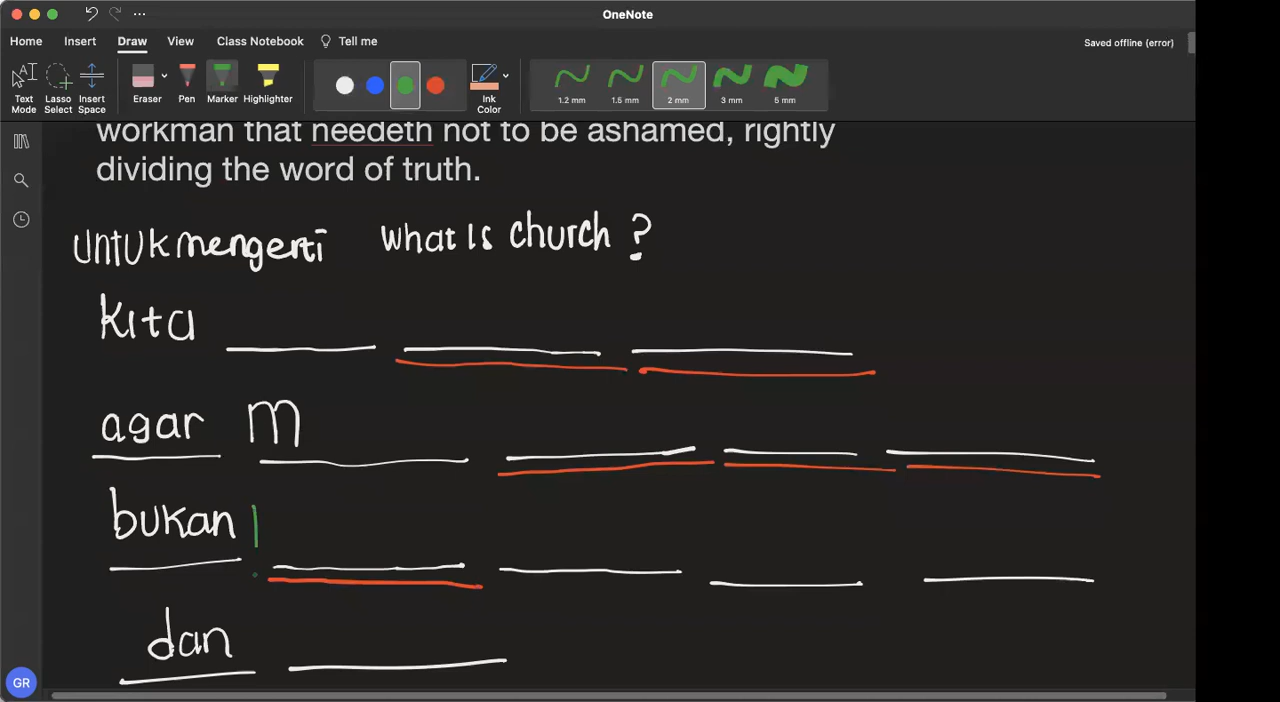 OneNote
Home Insert Draw View Class Notebook Tell me
Saved offline (error)
Text Mode
Lasso Select
Insert Space
Eraser
Pen
Marker
Highlighter
Ink Color
1.2 mm
1.5 mm
2 mm
3 mm
5 mm
workman that needeth not to be ashamed, rightly
dividing the word of truth.
untuk mengerti what is church ?
kita
agar m
bukan
dan
GR